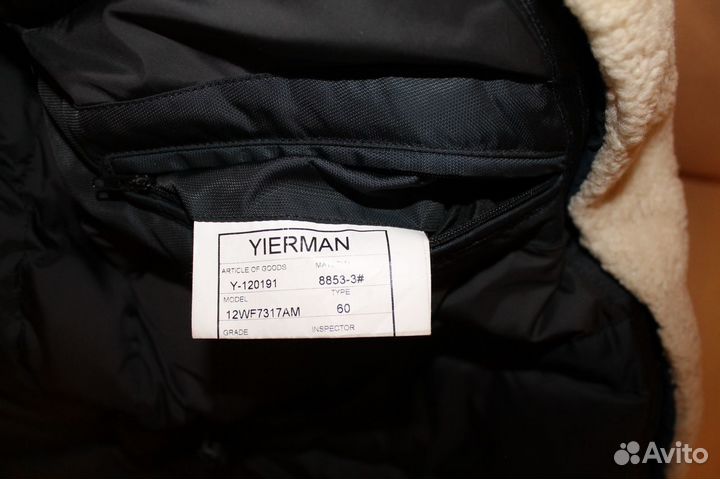 YIERMAN
ARTICLE OF GOODS
Y-120191 8853-3#
MODEL TYPE
12WF7317AM 60
GRADE INSPECTOR
Avito